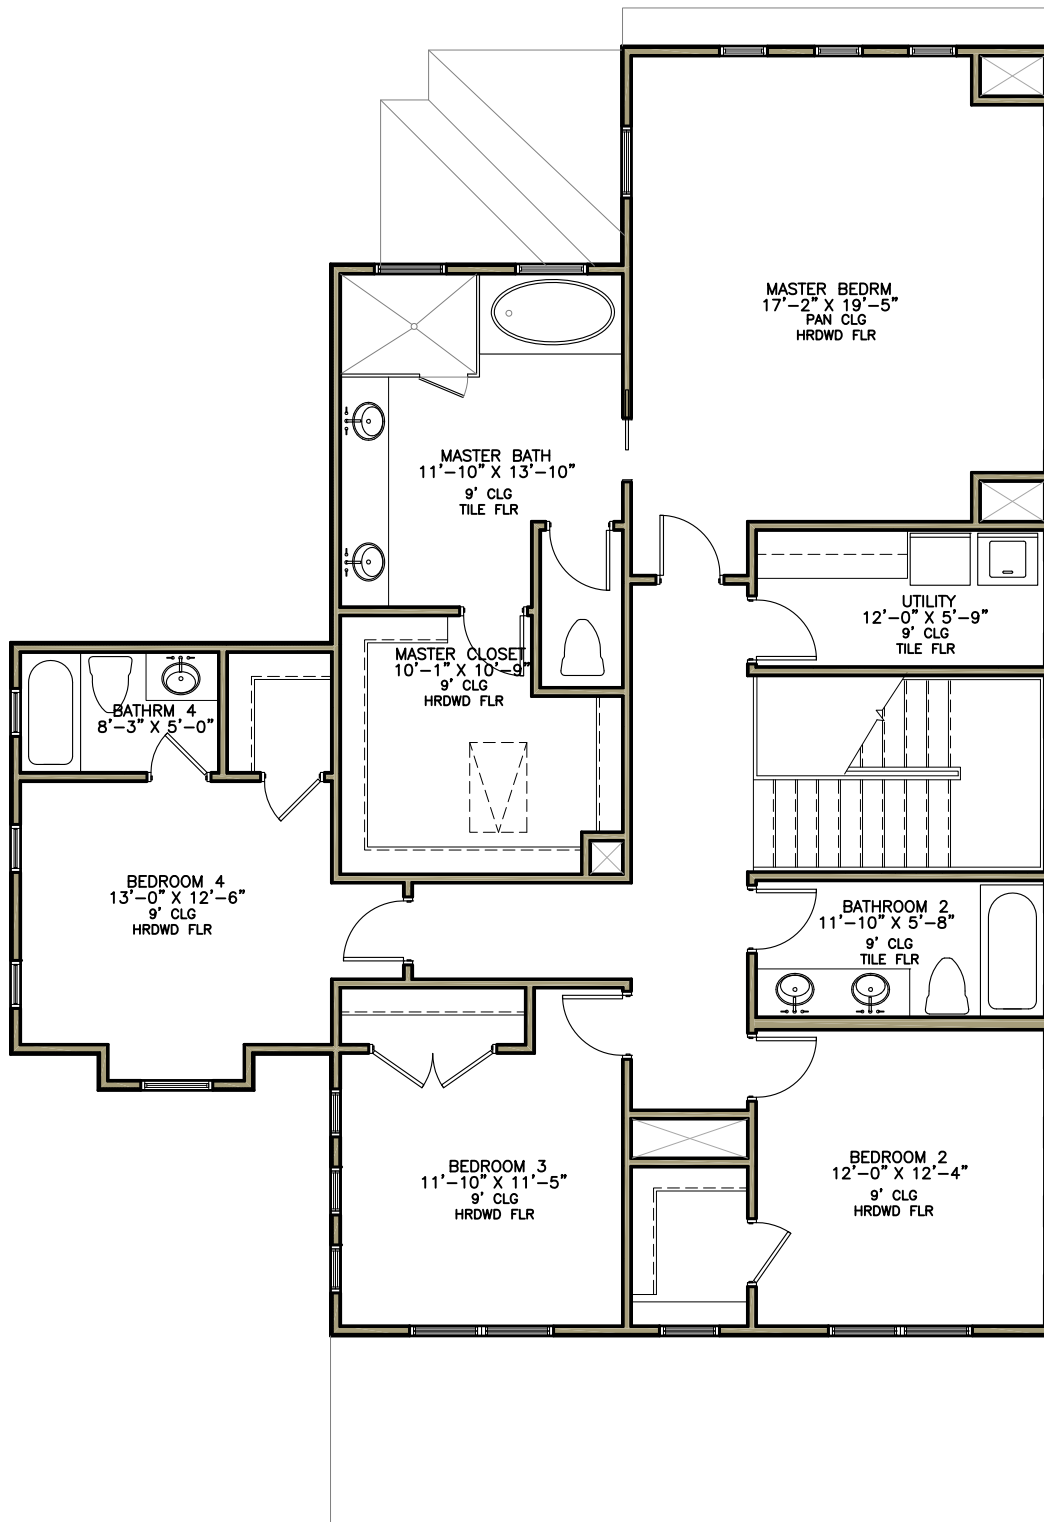 MASTER BEDRM
17'-2" X 19'-5"
PAN CLG
HRDWD FLR
MASTER BATH
11'-10" X 13'-10"
9' CLG
TILE FLR
UTILITY
12'-0" X 5'-9"
9' CLG
TILE FLR
MASTER CLOSET
10'-1" X 10'-9"
9' CLG
HRDWD FLR
BATHRM 4
8'-3" X 5'-0"
BEDROOM 4
13'-0" X 12'-6"
9' CLG
HRDWD FLR
BATHROOM 2
11'-10" X 5'-8"
9' CLG
TILE FLR
BEDROOM 3
11'-10" X 11'-5"
9' CLG
HRDWD FLR
BEDROOM 2
12'-0" X 12'-4"
9' CLG
HRDWD FLR